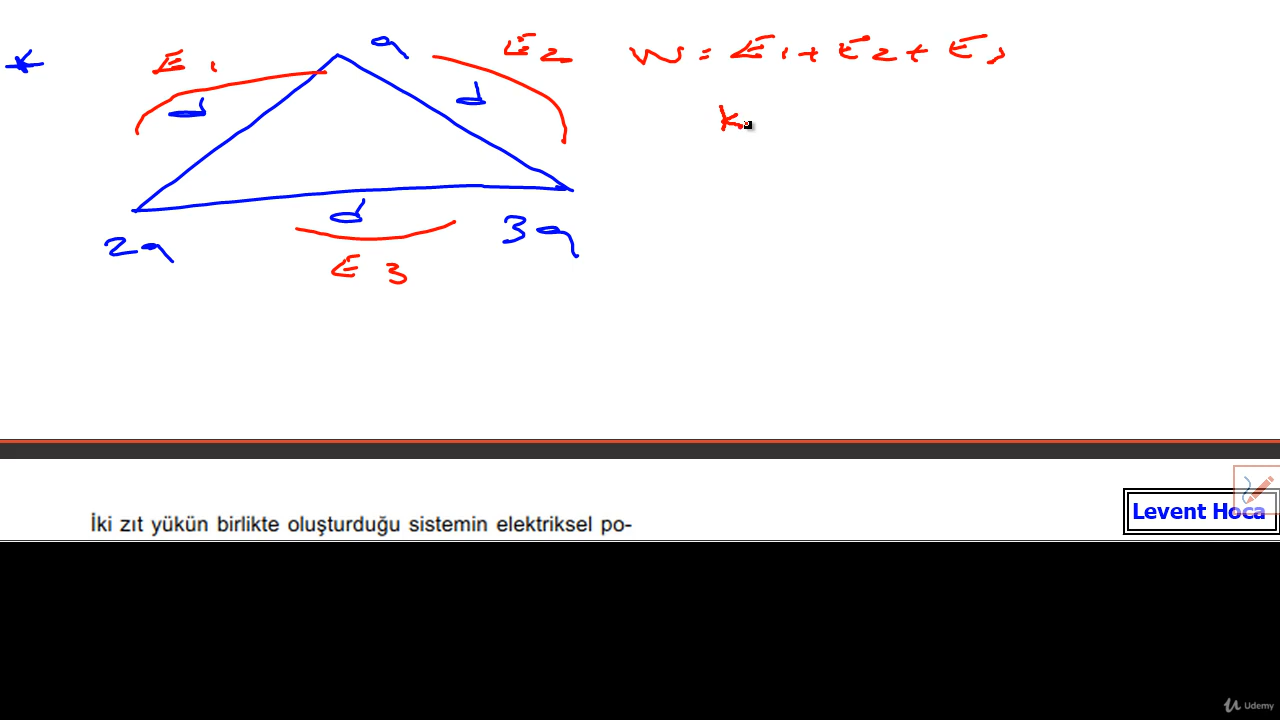 q E2 W = E1 + E2 + E3
E1
d d
k.
d
2q 3q
E3
İki zıt yükün birlikte oluşturduğu sistemin elektriksel po-
Levent Hoca
Udemy